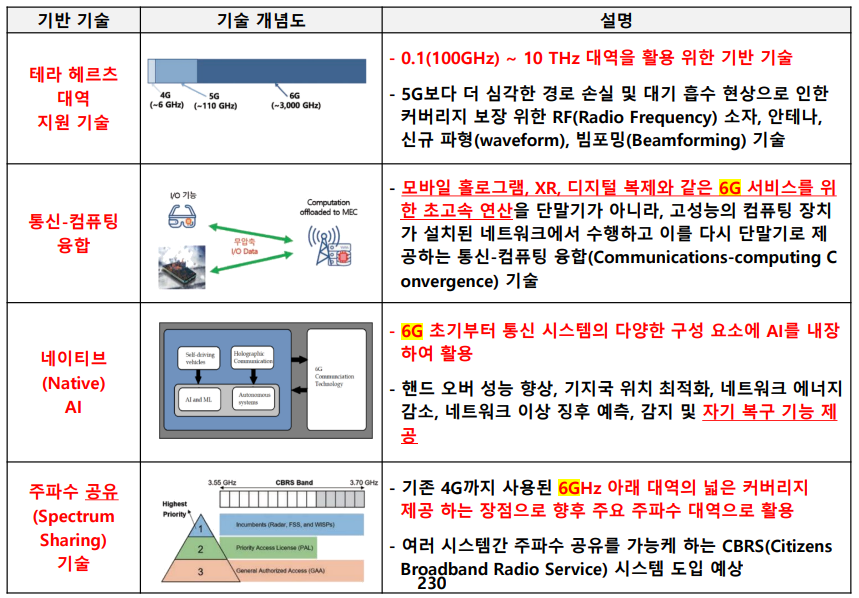 기반 기술
기술 개념도
설명
테라 헤르츠
대역
지원 기술
4G
(~6 GHz)
5G
(~110 GHz)
6G
(~3,000 GHz)
- 0.1(100GHz) ~ 10 THz 대역을 활용 위한 기반 기술
- 5G보다 더 심각한 경로 손실 및 대기 흡수 현상으로 인한
커버리지 보장 위한 RF(Radio Frequency) 소자, 안테나,
신규 파형(waveform), 빔포밍(Beamforming) 기술
통신-컴퓨팅
융합
I/O 기능
무압축
I/O Data
Computation
offloaded to MEC
- 모바일 홀로그램, XR, 디지털 복제와 같은 6G 서비스를 위
한 초고속 연산을 단말기가 아니라, 고성능의 컴퓨팅 장치
가 설치된 네트워크에서 수행하고 이를 다시 단말기로 제
공하는 통신-컴퓨팅 융합(Communications-computing C
onvergence) 기술
네이티브
(Native)
AI
Self-driving
vehicles
Holographic
Communication
AI and ML
Autonomous
systems
6G
Communication
Technology
- 6G 초기부터 통신 시스템의 다양한 구성 요소에 AI를 내장
하여 활용
- 핸드 오버 성능 향상, 기지국 위치 최적화, 네트워크 에너지
감소, 네트워크 이상 징후 예측, 감지 및 자기 복구 기능 제
공
주파수 공유
(Spectrum
Sharing)
기술
3.55 GHz
CBRS Band
3.70 GHz
Highest
Priority
1
Incumbents (Radar, FSS, and WISPs)
2
Priority Access License (PAL)
3
General Authorized Access (GAA)
- 기존 4G까지 사용된 6GHz 아래 대역의 넓은 커버리지
제공 하는 장점으로 향후 주요 주파수 대역으로 활용
- 여러 시스템간 주파수 공유를 가능케 하는 CBRS(Citizens
Broadband Radio Service) 시스템 도입 예상
230